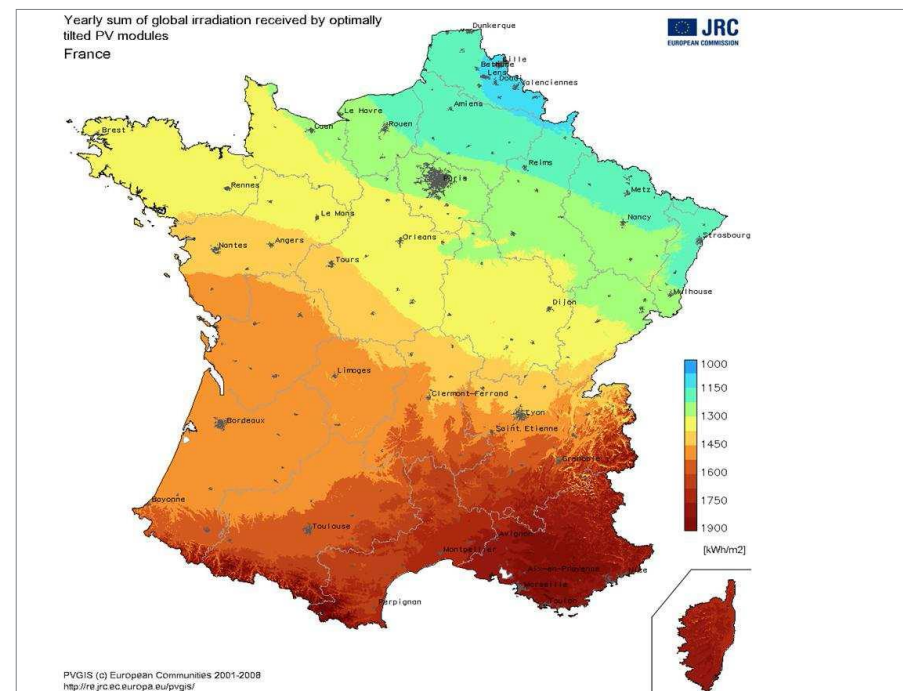 Yearly sum of global irradiation received by optimally
tilted PV modules
France
JRC
EUROPEAN COMMISSION
Dunkerque
Lille
Lens
Douai
Valenciennes
Amiens
Le Havre
Rouen
Caen
Reims
Paris
Metz
Nancy
Strasbourg
Brest
Rennes
Le Mans
Orleans
Nantes
Angers
Tours
Mulhouse
Dijon
Limoges
Clermont-Ferrand
Lyon
Saint Etienne
Bordeaux
Grenoble
Bayonne
Toulouse
Avignon
Montpellier
Aix-en-Provence
Nice
Marseille
Toulon
Perpignan
1000
1150
1300
1450
1600
1750
1900
[kWh/m2]
PVGIS (c) European Communities 2001-2008
http://re.jrc.ec.europa.eu/pvgis/